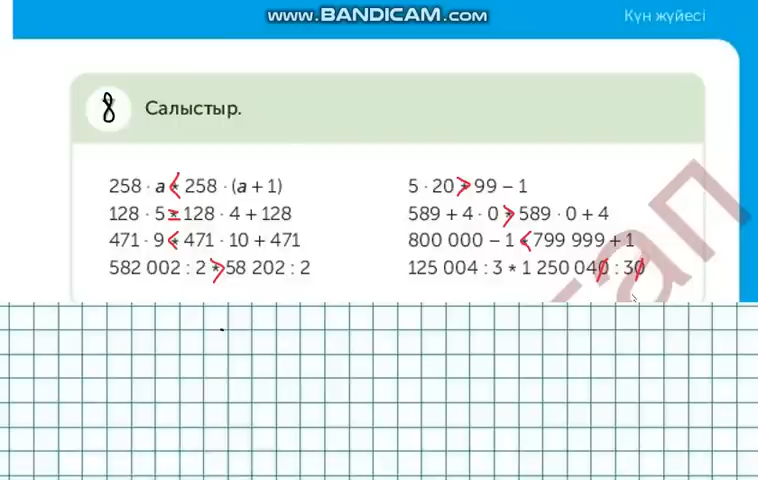 www.BANDICAM.com
Күн жүйесі
8 Салыстыр.
258 · a < 258 · (a + 1)
128 · 5 = 128 · 4 + 128
471 · 9 < 471 · 10 + 471
582 002 : 2 > 58 202 : 2
5 · 20 > 99 − 1
589 + 4 · 0 > 589 · 0 + 4
800 000 − 1 < 799 999 + 1
125 004 : 3 * 1 250 040 : 30